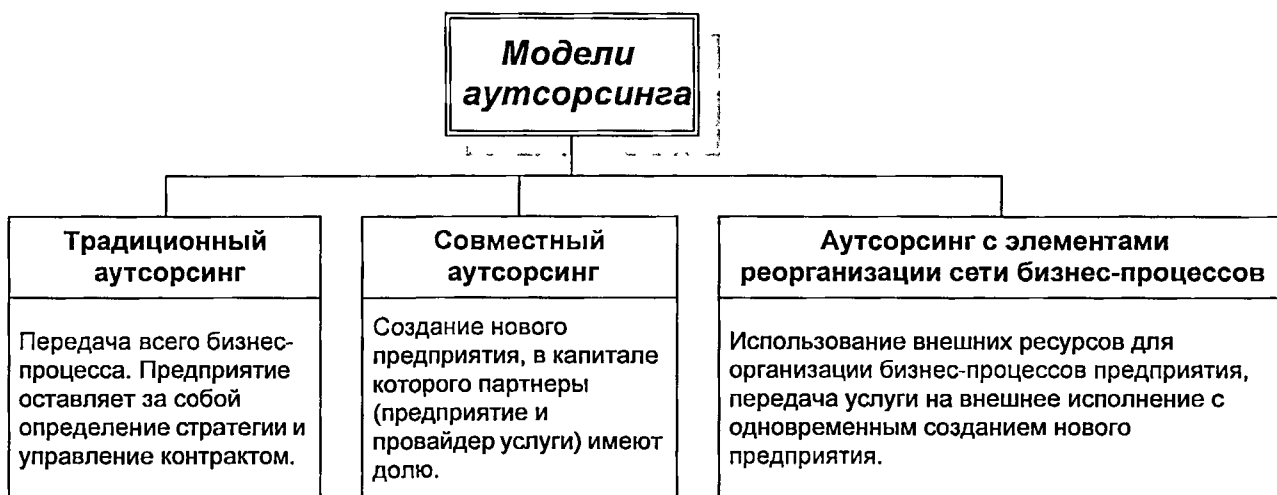 Модели
аутсорсинга
Традиционный
аутсорсинг
Передача всего бизнес-
процесса. Предприятие
оставляет за собой
определение стратегии и
управление контрактом.
Совместный
аутсорсинг
Создание нового
предприятия, в капитале
которого партнеры
(предприятие и
провайдер услуги) имеют
долю.
Аутсорсинг с элементами
реорганизации сети бизнес-процессов
Использование внешних ресурсов для
организации бизнес-процессов предприятия,
передача услуги на внешнее исполнение с
одновременным созданием нового
предприятия.